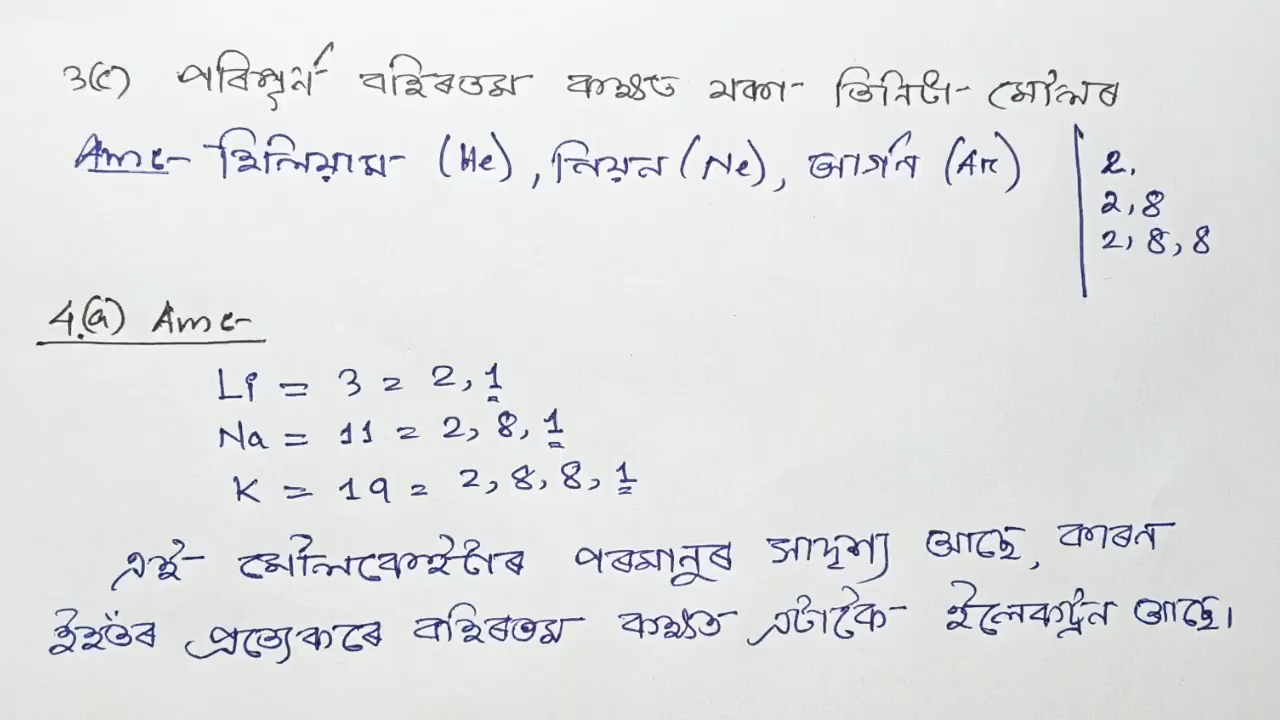 3(c) পৰিপূৰ্ন বহিৰতম কক্ষত থকা তিনিটা মৌলৰ
Ans- হিলিয়াম (He), নিয়ন (Ne), আৰ্গন (Ar)
2.
2, 8
2, 8, 8
4.(a) Ans-
Li = 3 = 2, 1
Na = 11 = 2, 8, 1
K = 19 = 2, 8, 8, 1
এই মৌলকেইটাৰ পৰমানুৰ সাদৃশ্য আছে, কাৰন
ইহঁতৰ প্ৰত্যেকৰে বহিৰতম কক্ষত এটাকৈ ইলেকট্ৰন আছে।